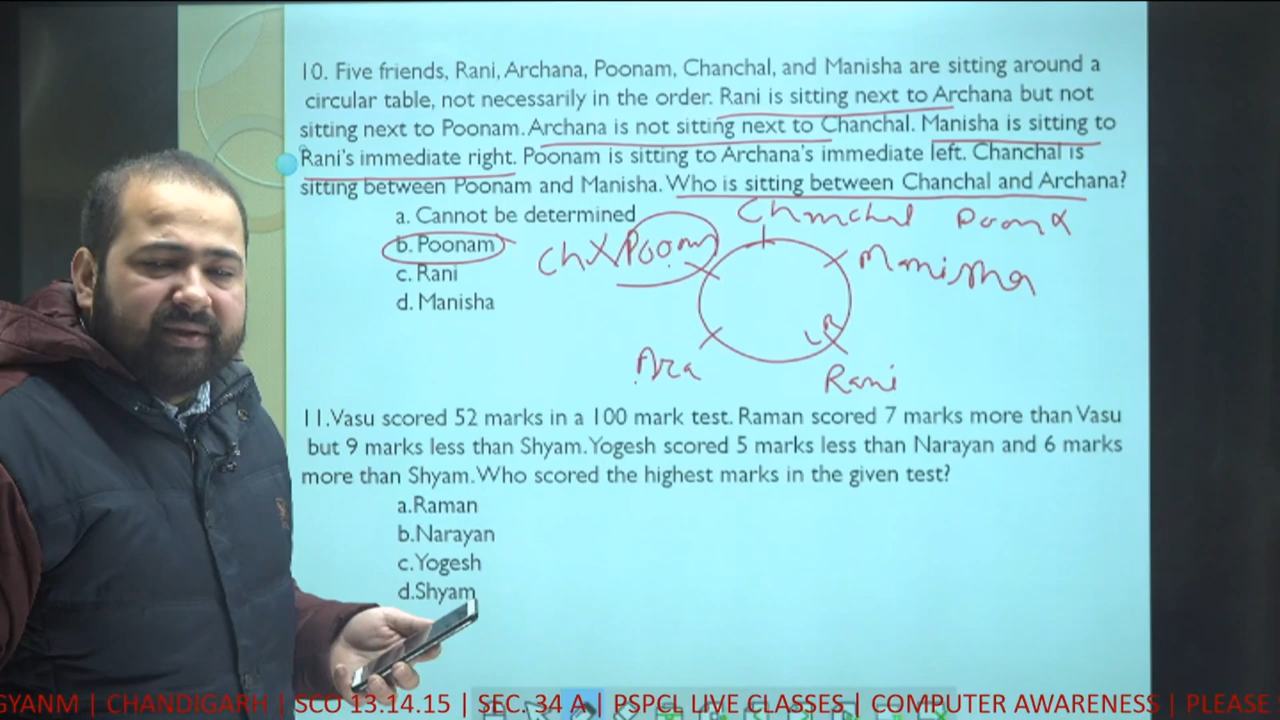 10. Five friends, Rani, Archana, Poonam, Chanchal, and Manisha are sitting around a
circular table, not necessarily in the order. Rani is sitting next to Archana but not
sitting next to Poonam. Archana is not sitting next to Chanchal. Manisha is sitting to
Rani's immediate right. Poonam is sitting to Archana's immediate left. Chanchal is
sitting between Poonam and Manisha. Who is sitting between Chanchal and Archana?
a. Cannot be determined
Chanchal Poona
b. Poonam
Ch X Poonm
Manisha
c. Rani
d. Manisha
L R
Ara
Rani
11.Vasu scored 52 marks in a 100 mark test. Raman scored 7 marks more than Vasu
but 9 marks less than Shyam. Yogesh scored 5 marks less than Narayan and 6 marks
more than Shyam. Who scored the highest marks in the given test?
a.Raman
b.Narayan
c.Yogesh
d.Shyam
GYANM | CHANDIGARH | SCO 13.14.15 | SEC. 34 A | PSPCL LIVE CLASSES | COMPUTER AWARENESS | PLEASE